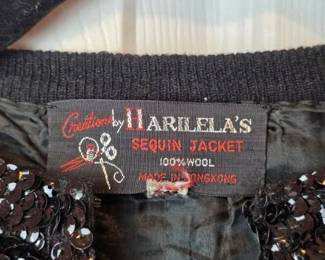 Creations by HARILELA'S
SEQUIN JACKET
100% WOOL
MADE IN HONGKONG